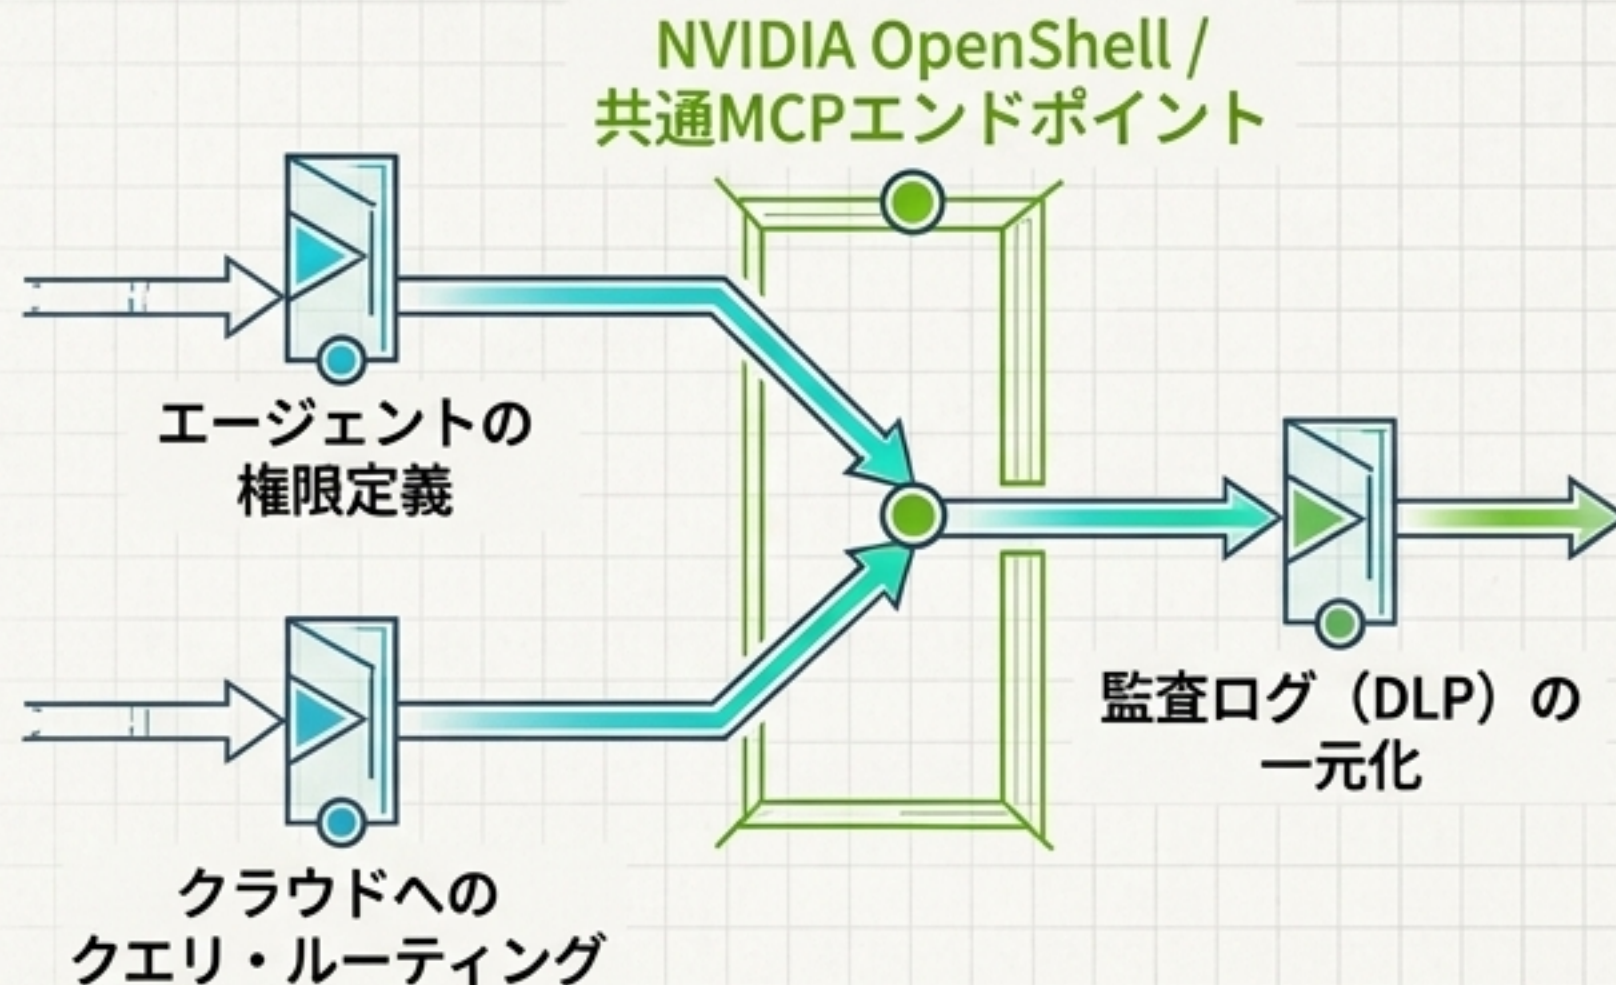 NVIDIA OpenShell /
共通MCPエンドポイント
エージェントの
権限定義
監査ログ（DLP）の
一元化
クラウドへの
クエリ・ルーティング